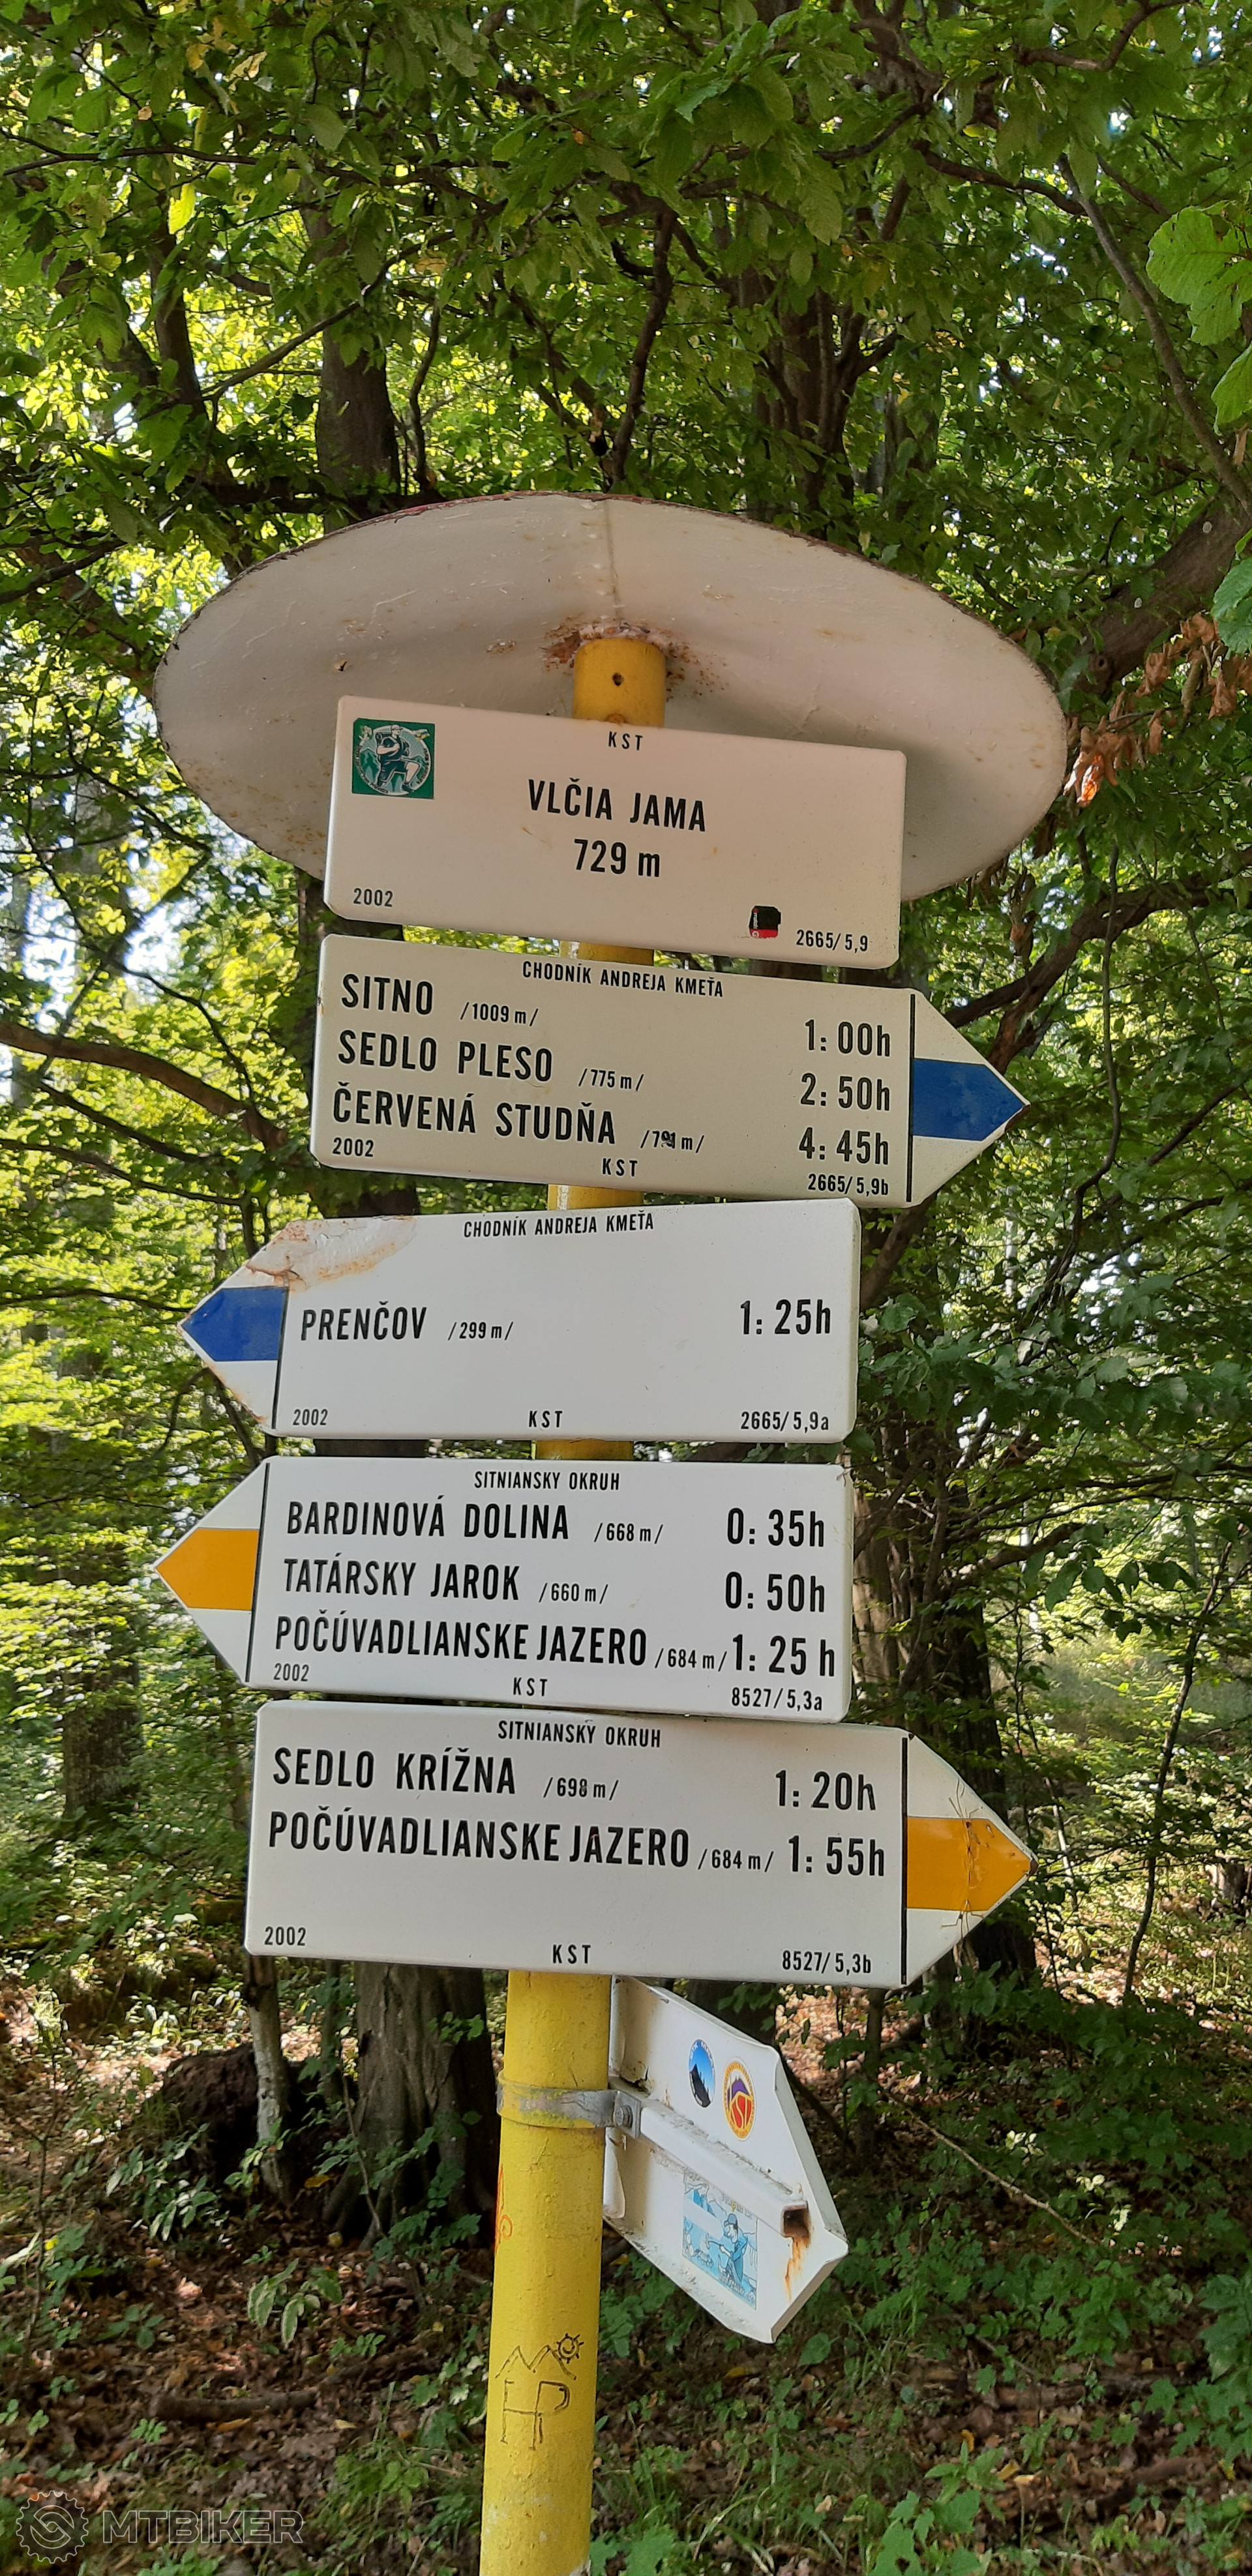 KST
VLČIA JAMA
729 m
2002 2665/5,9
CHODNÍK ANDREJA KMEŤA
SITNO /1009 m/ 1:00h
SEDLO PLESO /775 m/ 2:50h
ČERVENÁ STUDŇA 4:45h
2002 KST 2665/5,9b
CHODNÍK ANDREJA KMEŤA
PRENČOV /299 m/ 1:25h
2002 KST 2665/5,9a
SITNIANSKY OKRUH
BARDINOVÁ DOLINA /668 m/ 0:35h
TATÁRSKY JAROK /660 m/ 0:50h
POČÚVADLIANSKE JAZERO /684 m/ 1:25 h
2002 KST 8527/5,3a
SITNIANSKÝ OKRUH
SEDLO KRÍŽNA /698 m/ 1:20h
POČÚVADLIANSKE JAZERO /684 m/ 1:55h
2002 KST 8527/5,3b
KST
HP
MTBIKER